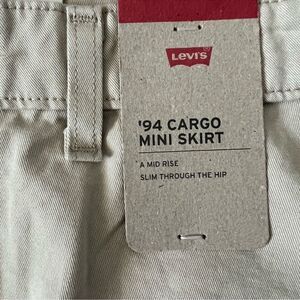 LEVI'S
'94 CARGO
MINI SKIRT
A MID RISE
SLIM THROUGH THE HIP